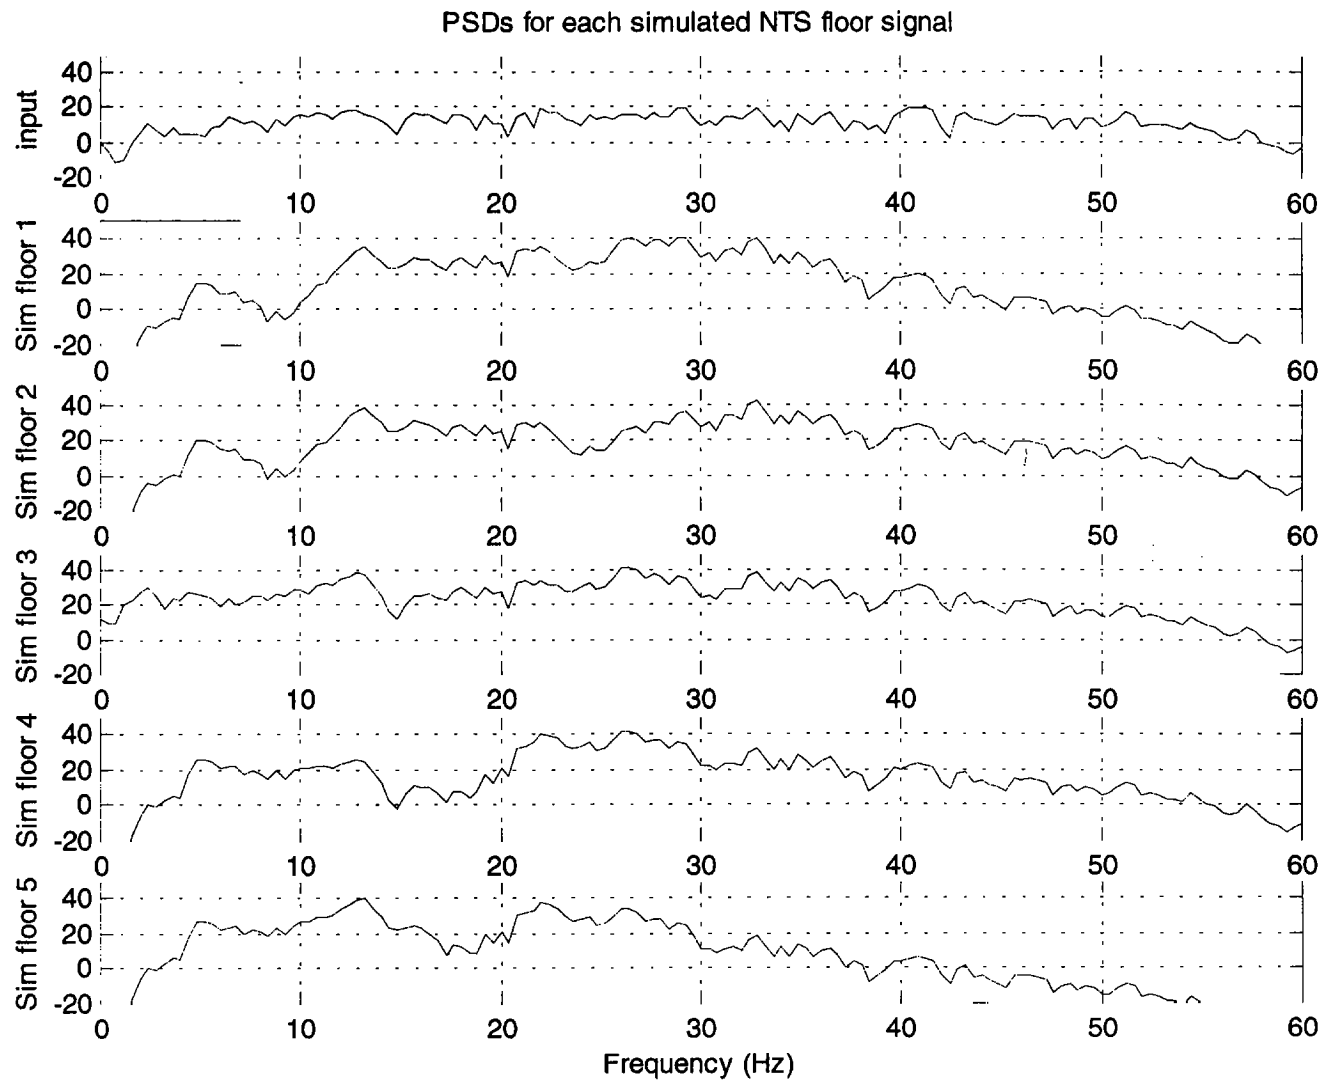 PSDs for each simulated NTS floor signal
input
40
20
0
-20
0 10 20 30 40 50 60
Sim floor 1
40
20
0
-20
0 10 20 30 40 50 60
Sim floor 2
40
20
0
-20
0 10 20 30 40 50 60
Sim floor 3
40
20
0
-20
0 10 20 30 40 50 60
Sim floor 4
40
20
0
-20
0 10 20 30 40 50 60
Sim floor 5
40
20
0
-20
0 10 20 30 40 50 60
Frequency (Hz)